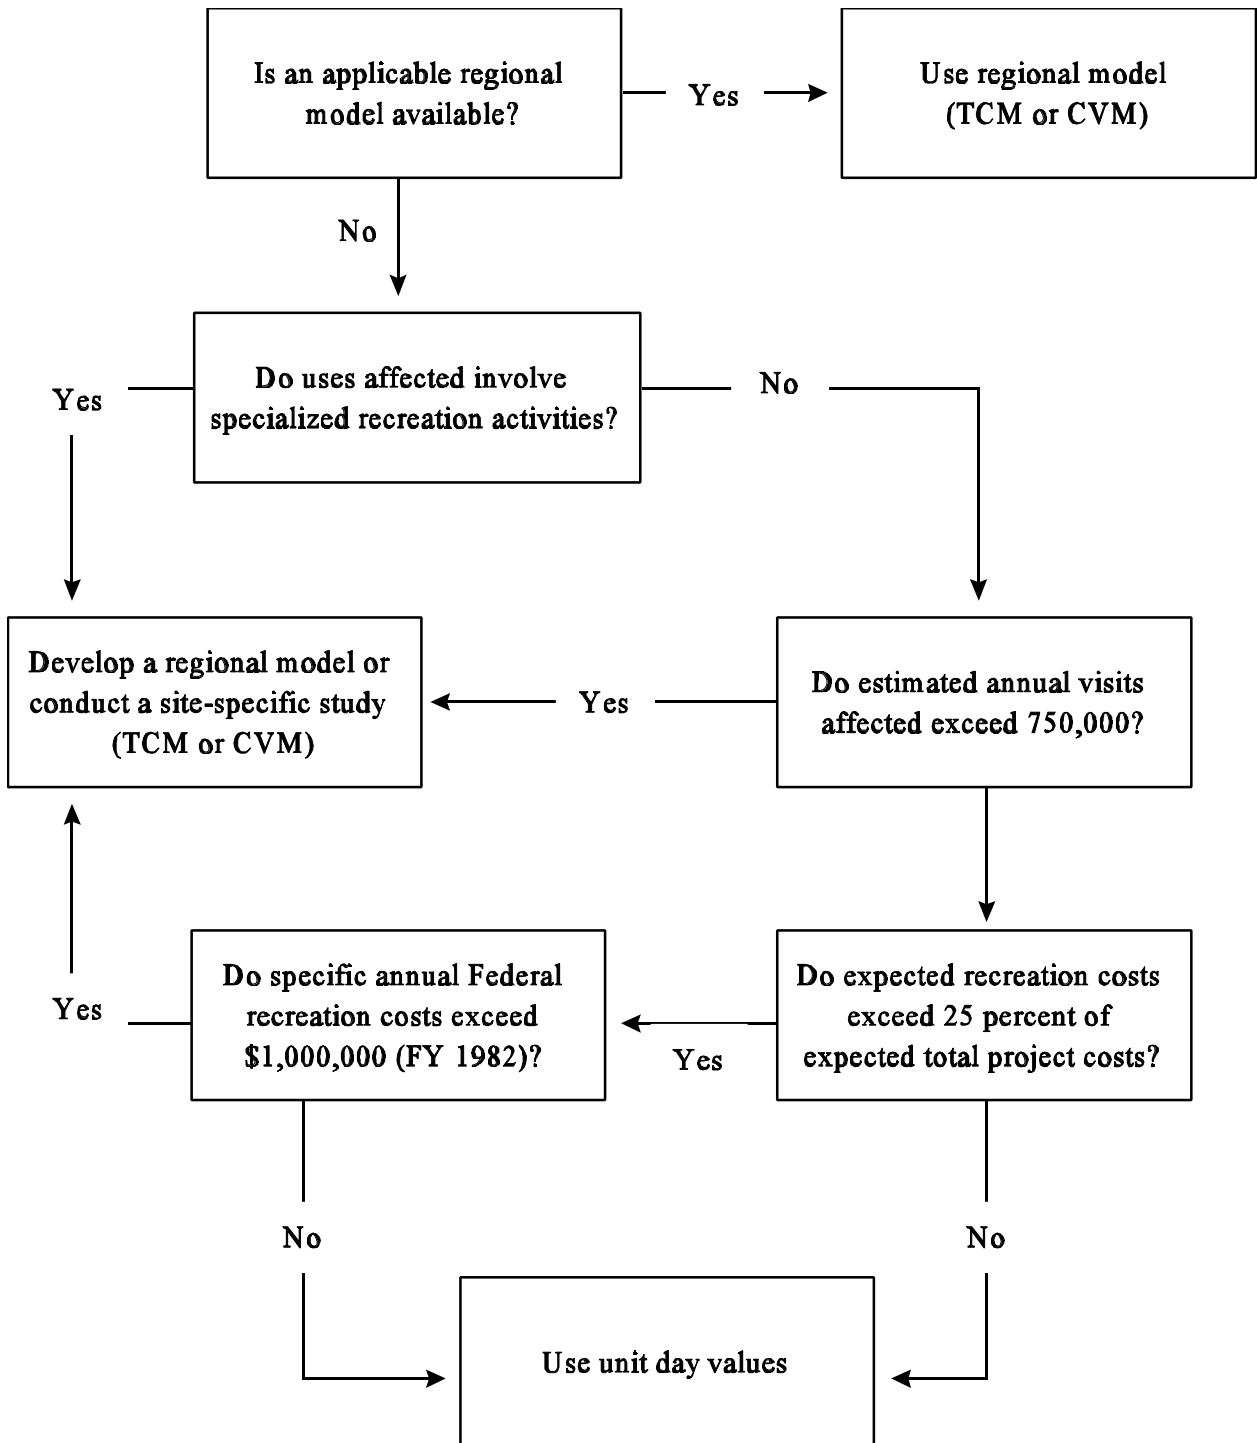 Is an applicable regional
model available?
Yes
Use regional model
(TCM or CVM)
No
Do uses affected involve
specialized recreation activities?
Yes
No
Develop a regional model or
conduct a site-specific study
(TCM or CVM)
Yes
Do estimated annual visits
affected exceed 750,000?
Do specific annual Federal
recreation costs exceed
$1,000,000 (FY 1982)?
Yes
Yes
Do expected recreation costs
exceed 25 percent of
expected total project costs?
No
No
Use unit day values